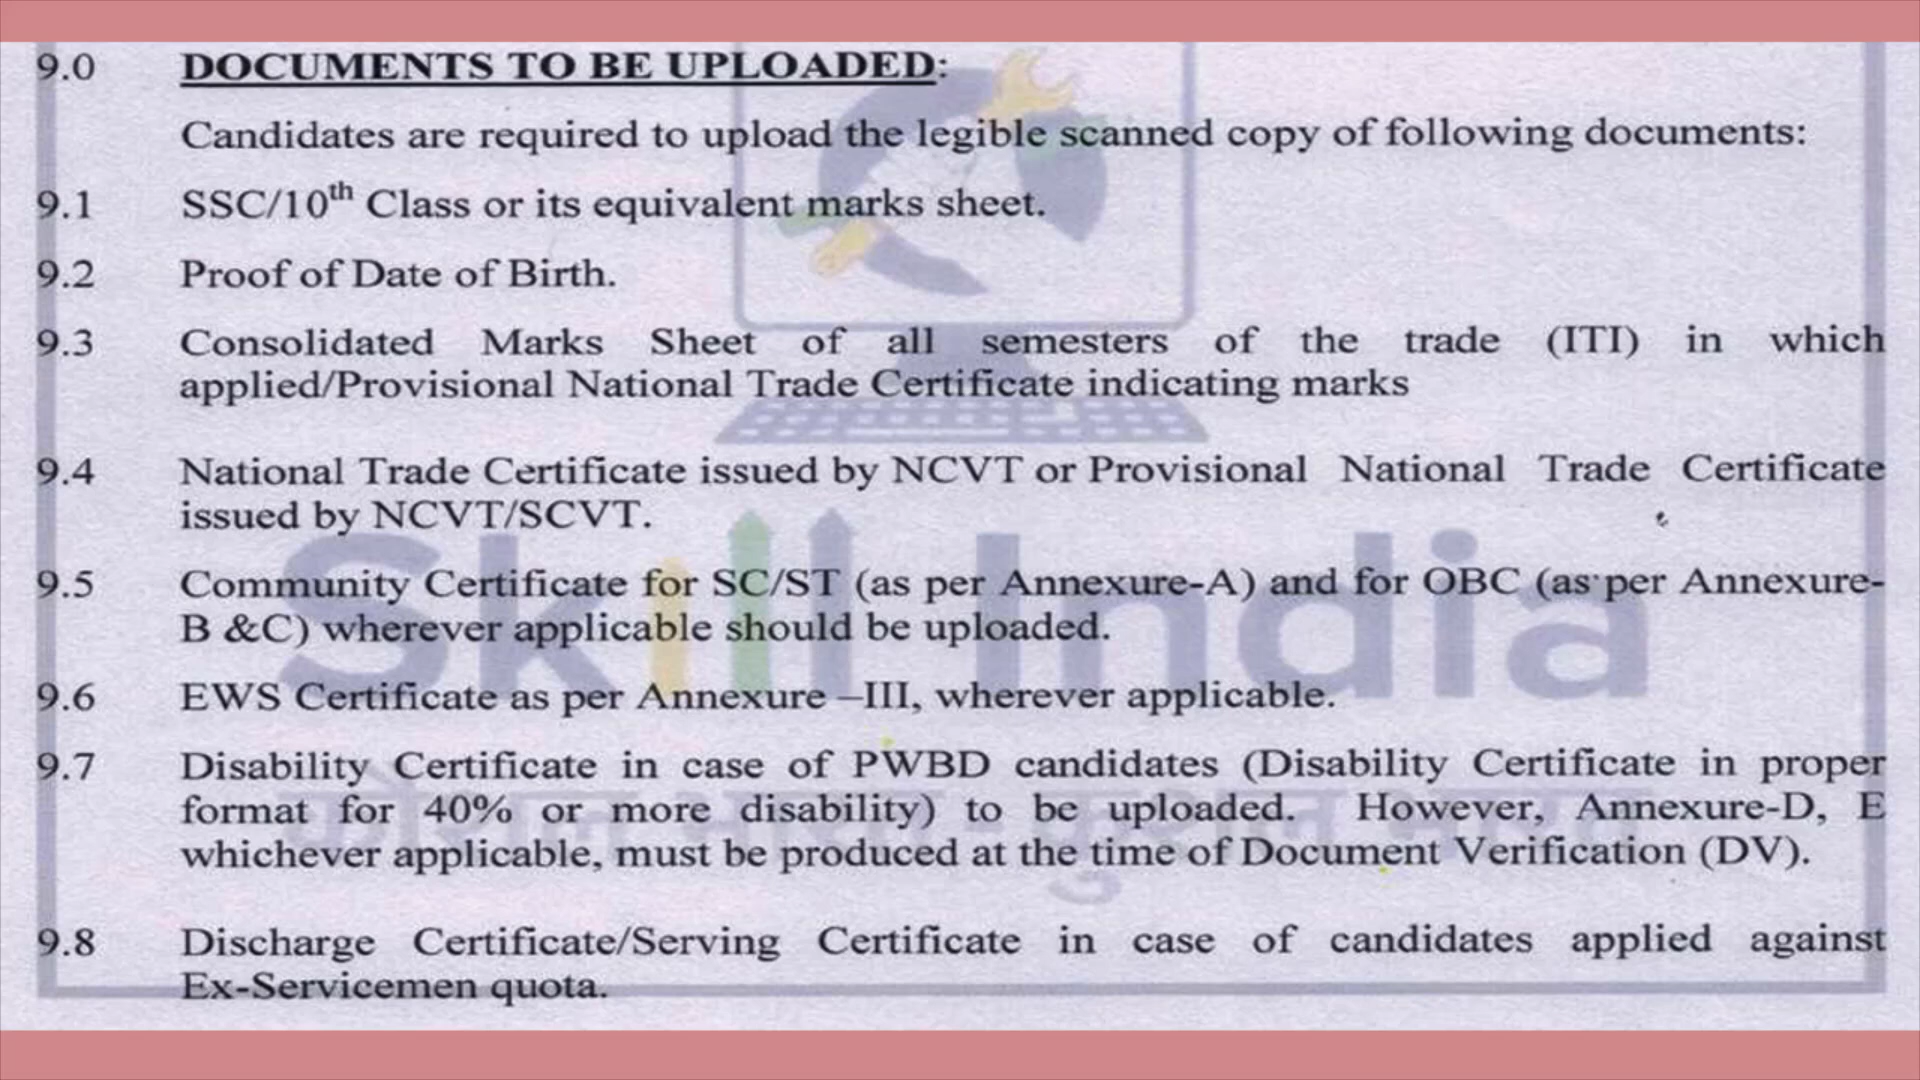 9.0 DOCUMENTS TO BE UPLOADED:
Candidates are required to upload the legible scanned copy of following documents:
9.1 SSC/10th Class or its equivalent marks sheet.
9.2 Proof of Date of Birth.
9.3 Consolidated Marks Sheet of all semesters of the trade (ITI) in which
applied/Provisional National Trade Certificate indicating marks
9.4 National Trade Certificate issued by NCVT or Provisional National Trade Certificate
issued by NCVT/SCVT.
Skill India
9.5 Community Certificate for SC/ST (as per Annexure-A) and for OBC (as per Annexure-
B &C) wherever applicable should be uploaded.
9.6 EWS Certificate as per Annexure –III, wherever applicable.
9.7 Disability Certificate in case of PWBD candidates (Disability Certificate in proper
format for 40% or more disability) to be uploaded. However, Annexure-D, E
कौशल भारत - कुशल भारत
whichever applicable, must be produced at the time of Document Verification (DV).
9.8 Discharge Certificate/Serving Certificate in case of candidates applied against
Ex-Servicemen quota.